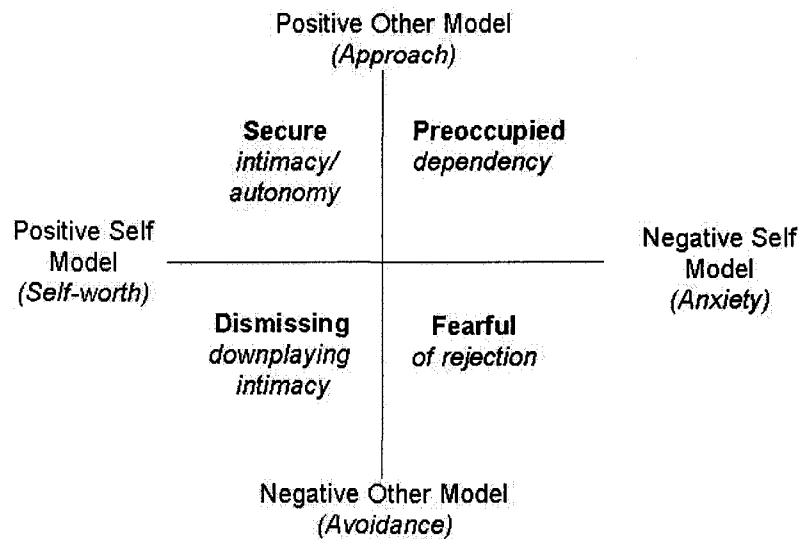 Positive Other Model
(Approach)
Secure
intimacy/
autonomy
Preoccupied
dependency
Positive Self
Model
(Self-worth)
Negative Self
Model
(Anxiety)
Dismissing
downplaying
intimacy
Fearful
of rejection
Negative Other Model
(Avoidance)